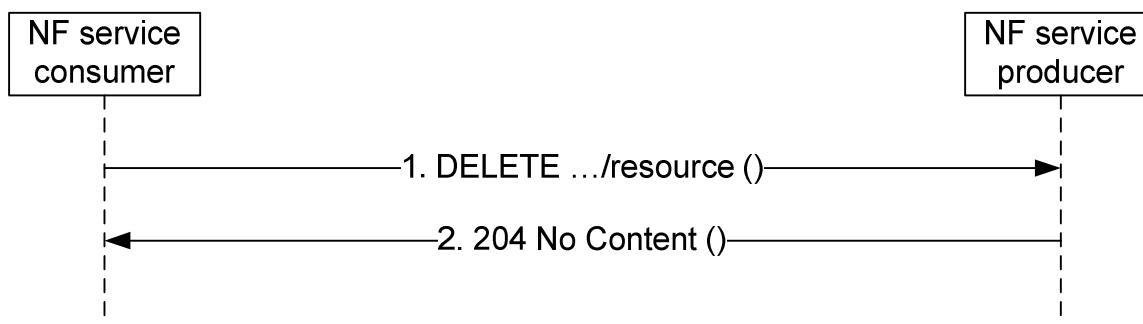 NF service
consumer
NF service
producer
1. DELETE …/resource ()
2. 204 No Content ()